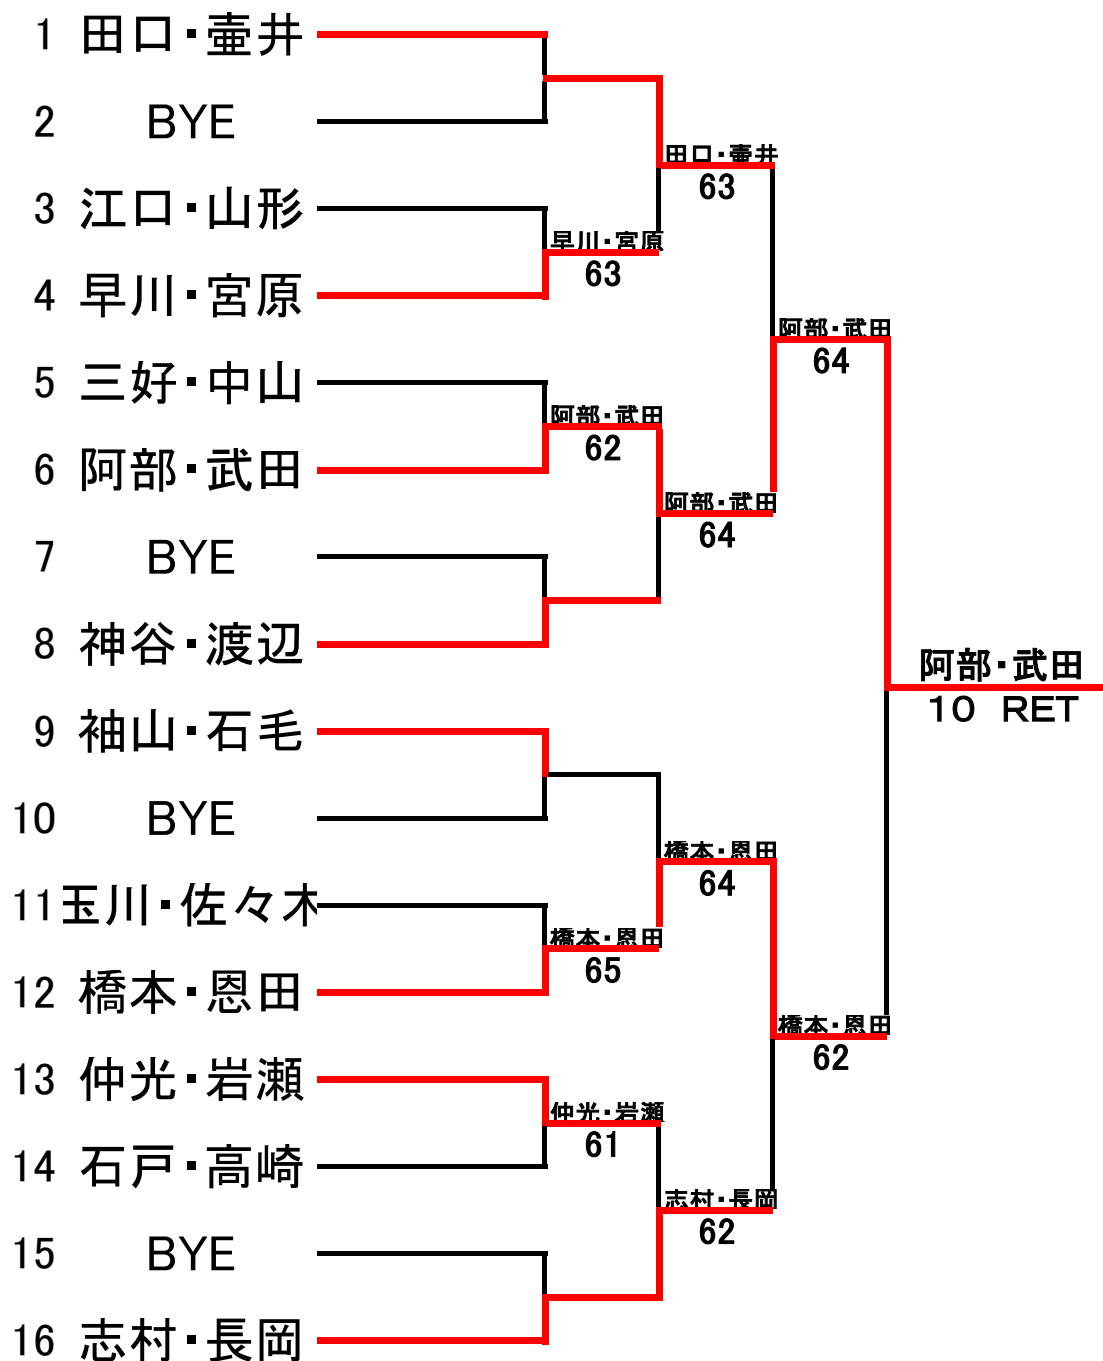 1 田口・壷井
2 BYE
田口・壷井
63
3 江口・山形
早川・宮原
63
4 早川・宮原
阿部・武田
64
5 三好・中山
阿部・武田
62
6 阿部・武田
阿部・武田
64
7 BYE
8 神谷・渡辺
阿部・武田
10 RET
9 袖山・石毛
10 BYE
橋本・恩田
64
11 玉川・佐々木
橋本・恩田
65
12 橋本・恩田
橋本・恩田
62
13 仲光・岩瀬
仲光・岩瀬
61
14 石戸・高崎
志村・長岡
62
15 BYE
16 志村・長岡